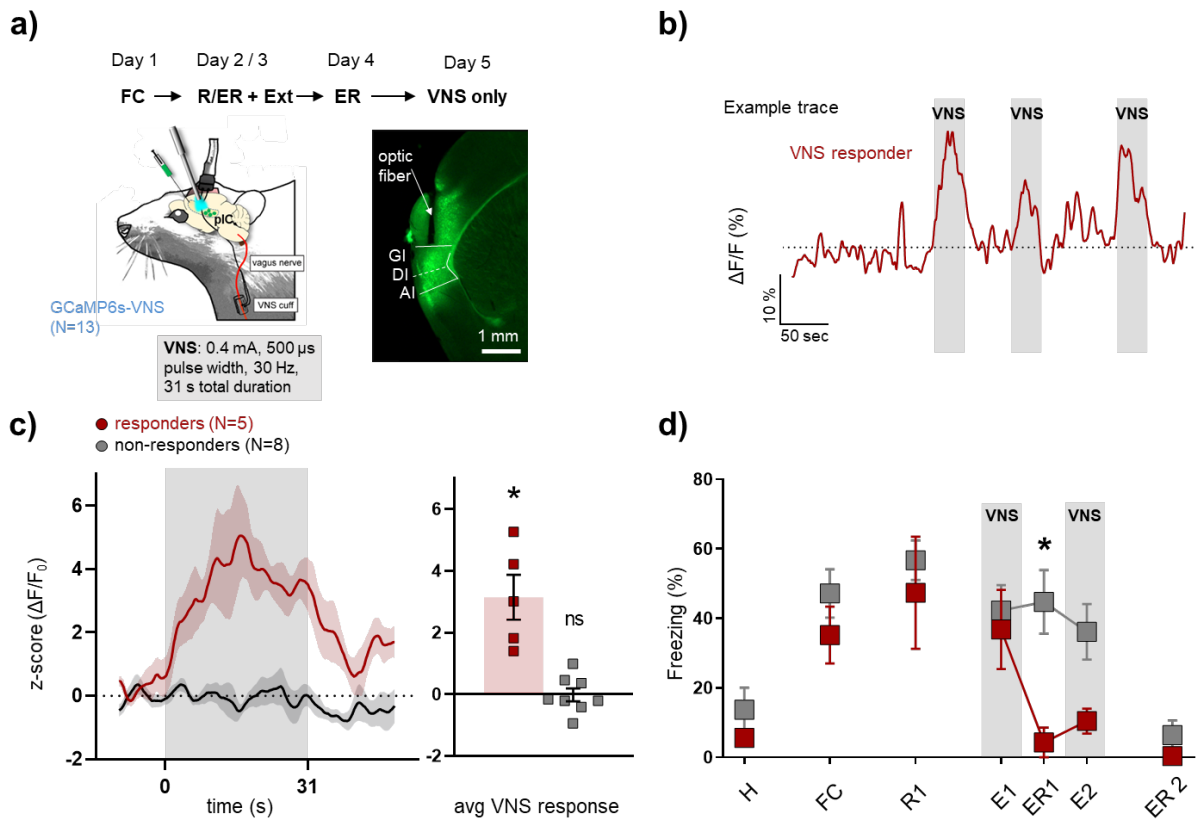 a)
Day 1
Day 2 / 3
Day 4
Day 5
FC
R/ER + Ext
ER
VNS only
pIC
vagus nerve
VNS cuff
GCaMP6s-VNS
(N=13)
VNS: 0.4 mA, 500 µs
pulse width, 30 Hz,
31 s total duration
optic
fiber
GI
DI
AI
1 mm
b)
Example trace
VNS responder
VNS
VNS
VNS
ΔF/F (%)
10 %
50 sec
c)
responders (N=5)
non-responders (N=8)
z-score (ΔF/F0)
6
4
2
0
-2
0
31
time (s)
6
4
2
0
-2
*
ns
avg VNS response
d)
Freezing (%)
80
60
40
20
0
VNS
*
VNS
H
FC
R1
E1
ER1
E2
ER 2